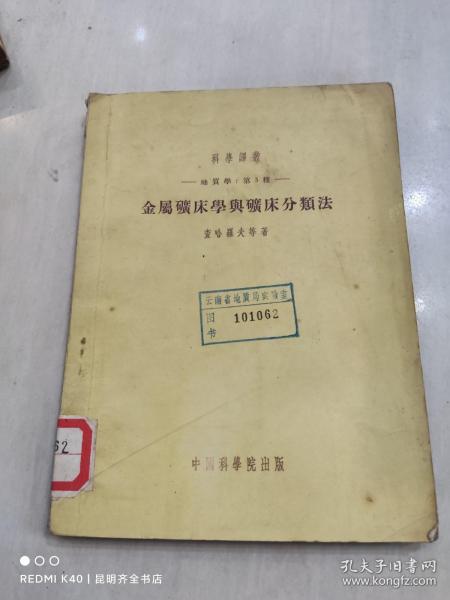 科學譯叢
——地質學：第5種——
金屬礦床學與礦床分類法
查哈羅夫等著
云南省地質局实驗室
图书 101062
62
中國科學院出版
REDMI K40 | 昆明齐全书店
孔夫子旧书网
www.kongfz.com